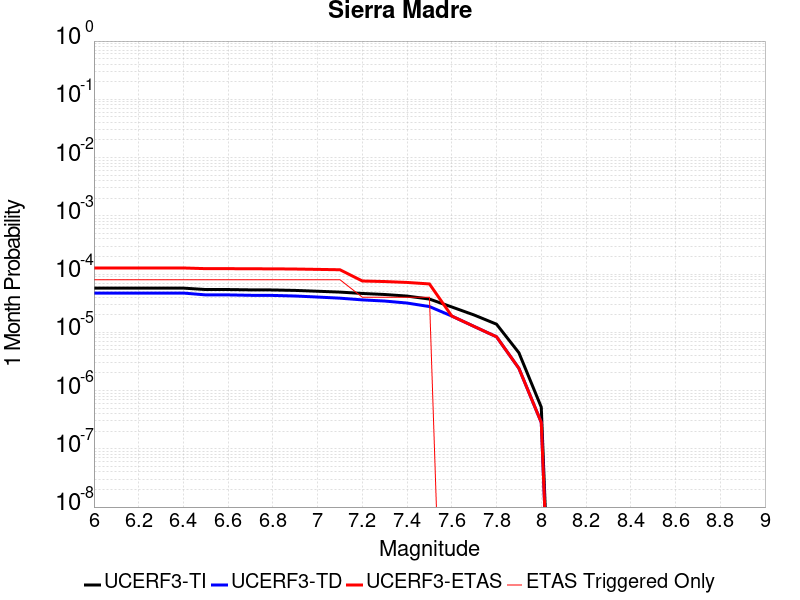 Sierra Madre
10^0
10^-1
10^-2
10^-3
10^-4
10^-5
10^-6
10^-7
10^-8
1 Month Probability
6 6.2 6.4 6.6 6.8 7 7.2 7.4 7.6 7.8 8 8.2 8.4 8.6 8.8 9
Magnitude
UCERF3-TI UCERF3-TD UCERF3-ETAS ETAS Triggered Only